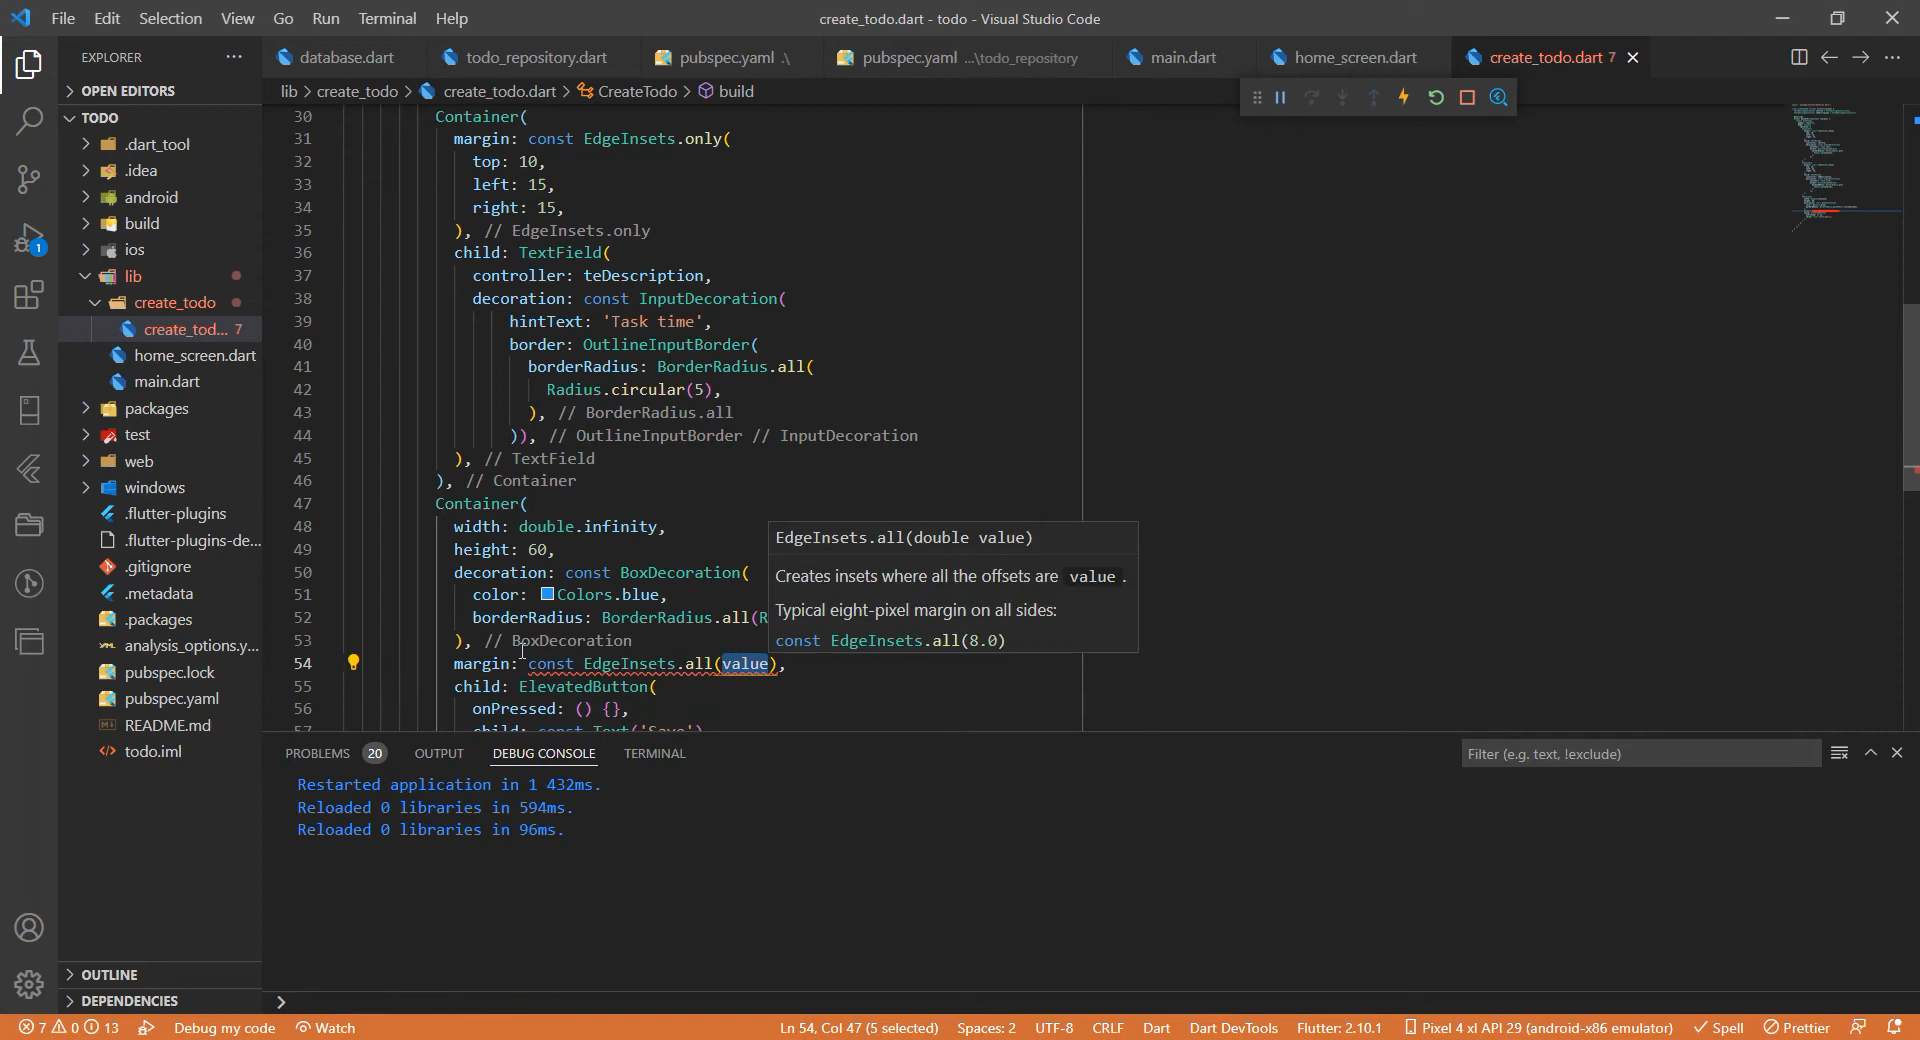 File Edit Selection View Go Run Terminal Help
create_todo.dart - todo - Visual Studio Code
EXPLORER ···
database.dart todo_repository.dart pubspec.yaml .\ pubspec.yaml ...\todo_repository main.dart home_screen.dart create_todo.dart 7
OPEN EDITORS
lib > create_todo > create_todo.dart > CreateTodo > build
TODO
.dart_tool
.idea
android
build
ios
lib
create_todo
create_tod... 7
home_screen.dart
main.dart
packages
test
web
windows
.flutter-plugins
.flutter-plugins-de...
.gitignore
.metadata
.packages
analysis_options.y...
pubspec.lock
pubspec.yaml
README.md
todo.iml
OUTLINE
DEPENDENCIES
1
30 Container(
31 margin: const EdgeInsets.only(
32 top: 10,
33 left: 15,
34 right: 15,
35 ), // EdgeInsets.only
36 child: TextField(
37 controller: teDescription,
38 decoration: const InputDecoration(
39 hintText: 'Task time',
40 border: OutlineInputBorder(
41 borderRadius: BorderRadius.all(
42 Radius.circular(5),
43 ), // BorderRadius.all
44 )), // OutlineInputBorder // InputDecoration
45 ), // TextField
46 ), // Container
47 Container(
48 width: double.infinity,
49 height: 60,
50 decoration: const BoxDecoration(
51 color: Colors.blue,
52 borderRadius: BorderRadius.all(R
53 ), // BoxDecoration
54 margin: const EdgeInsets.all(value),
55 child: ElevatedButton(
56 onPressed: () {},
57 child: const Text('Save')
EdgeInsets.all(double value)
Creates insets where all the offsets are value .
Typical eight-pixel margin on all sides:
const EdgeInsets.all(8.0)
PROBLEMS 20 OUTPUT DEBUG CONSOLE TERMINAL
Filter (e.g. text, !exclude)
Restarted application in 1 432ms.
Reloaded 0 libraries in 594ms.
Reloaded 0 libraries in 96ms.
>
7 0 13 Debug my code Watch Ln 54, Col 47 (5 selected) Spaces: 2 UTF-8 CRLF Dart Dart DevTools Flutter: 2.10.1 Pixel 4 xl API 29 (android-x86 emulator) Spell Prettier